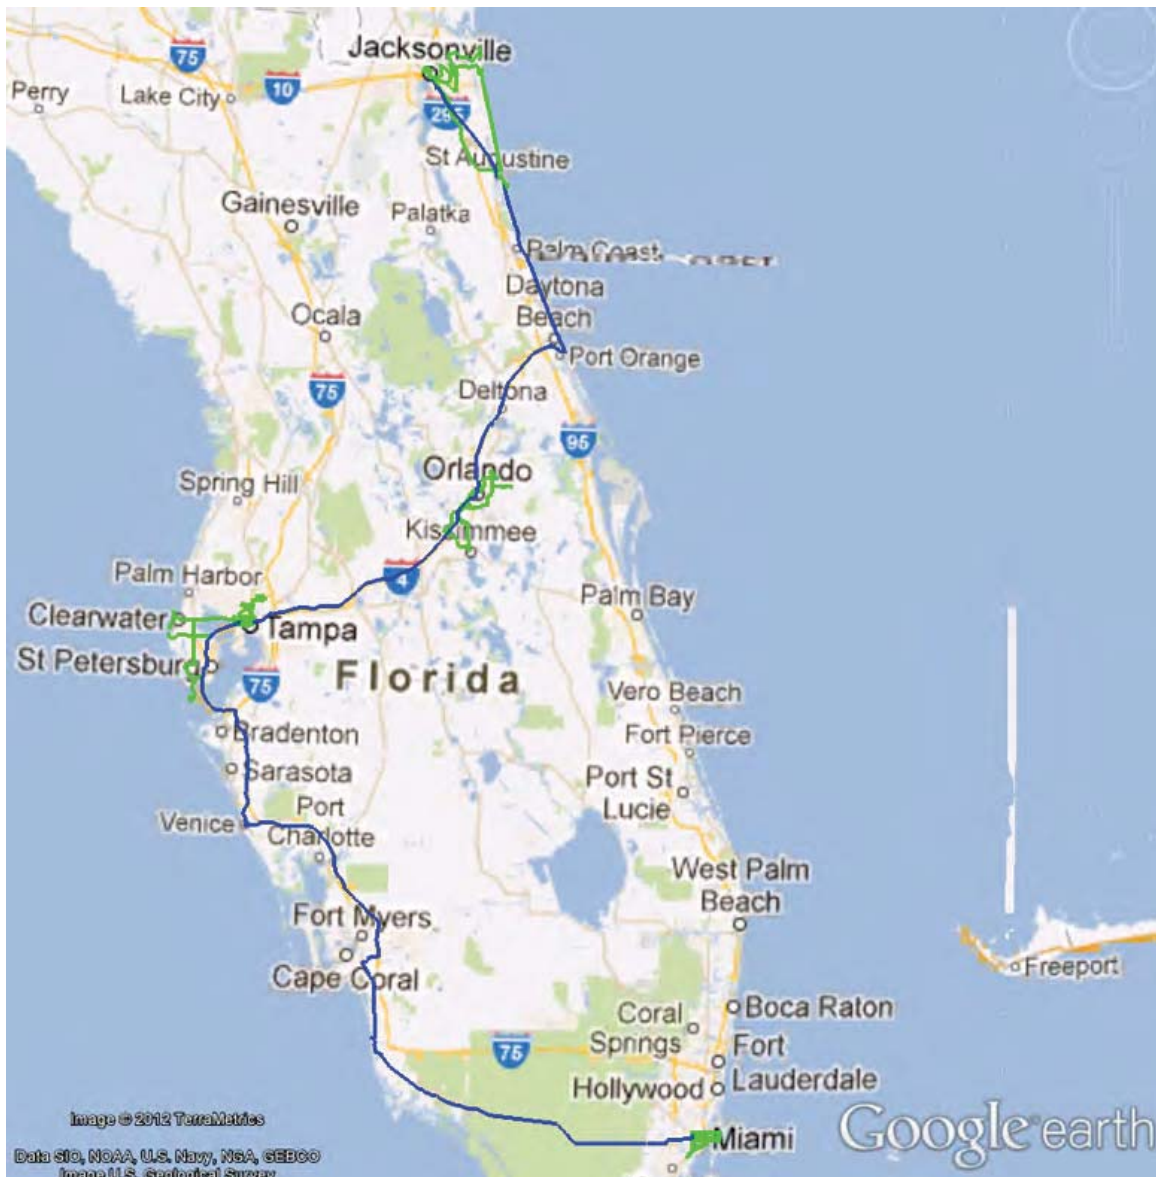 Jacksonville
75
10
Perry
Lake City
295
St Augustine
Gainesville
Palatka
Palm Coast
Daytona
Beach
Ocala
Port Orange
75
Deltona
95
Orlando
Spring Hill
Kissimmee
Palm Harbor
4
Palm Bay
Clearwater
Tampa
St Petersburg
Florida
75
Vero Beach
Bradenton
Fort Pierce
Sarasota
Port St
Lucie
Port
Charlotte
Venice
West Palm
Beach
Fort Myers
Cape Coral
Freeport
Boca Raton
Coral
Springs
75
Fort
Lauderdale
Hollywood
Miami
Image © 2012 TerraMetrics
Data SIO, NOAA, U.S. Navy, NGA, GEBCO
Image U.S. Geological Survey
Google earth